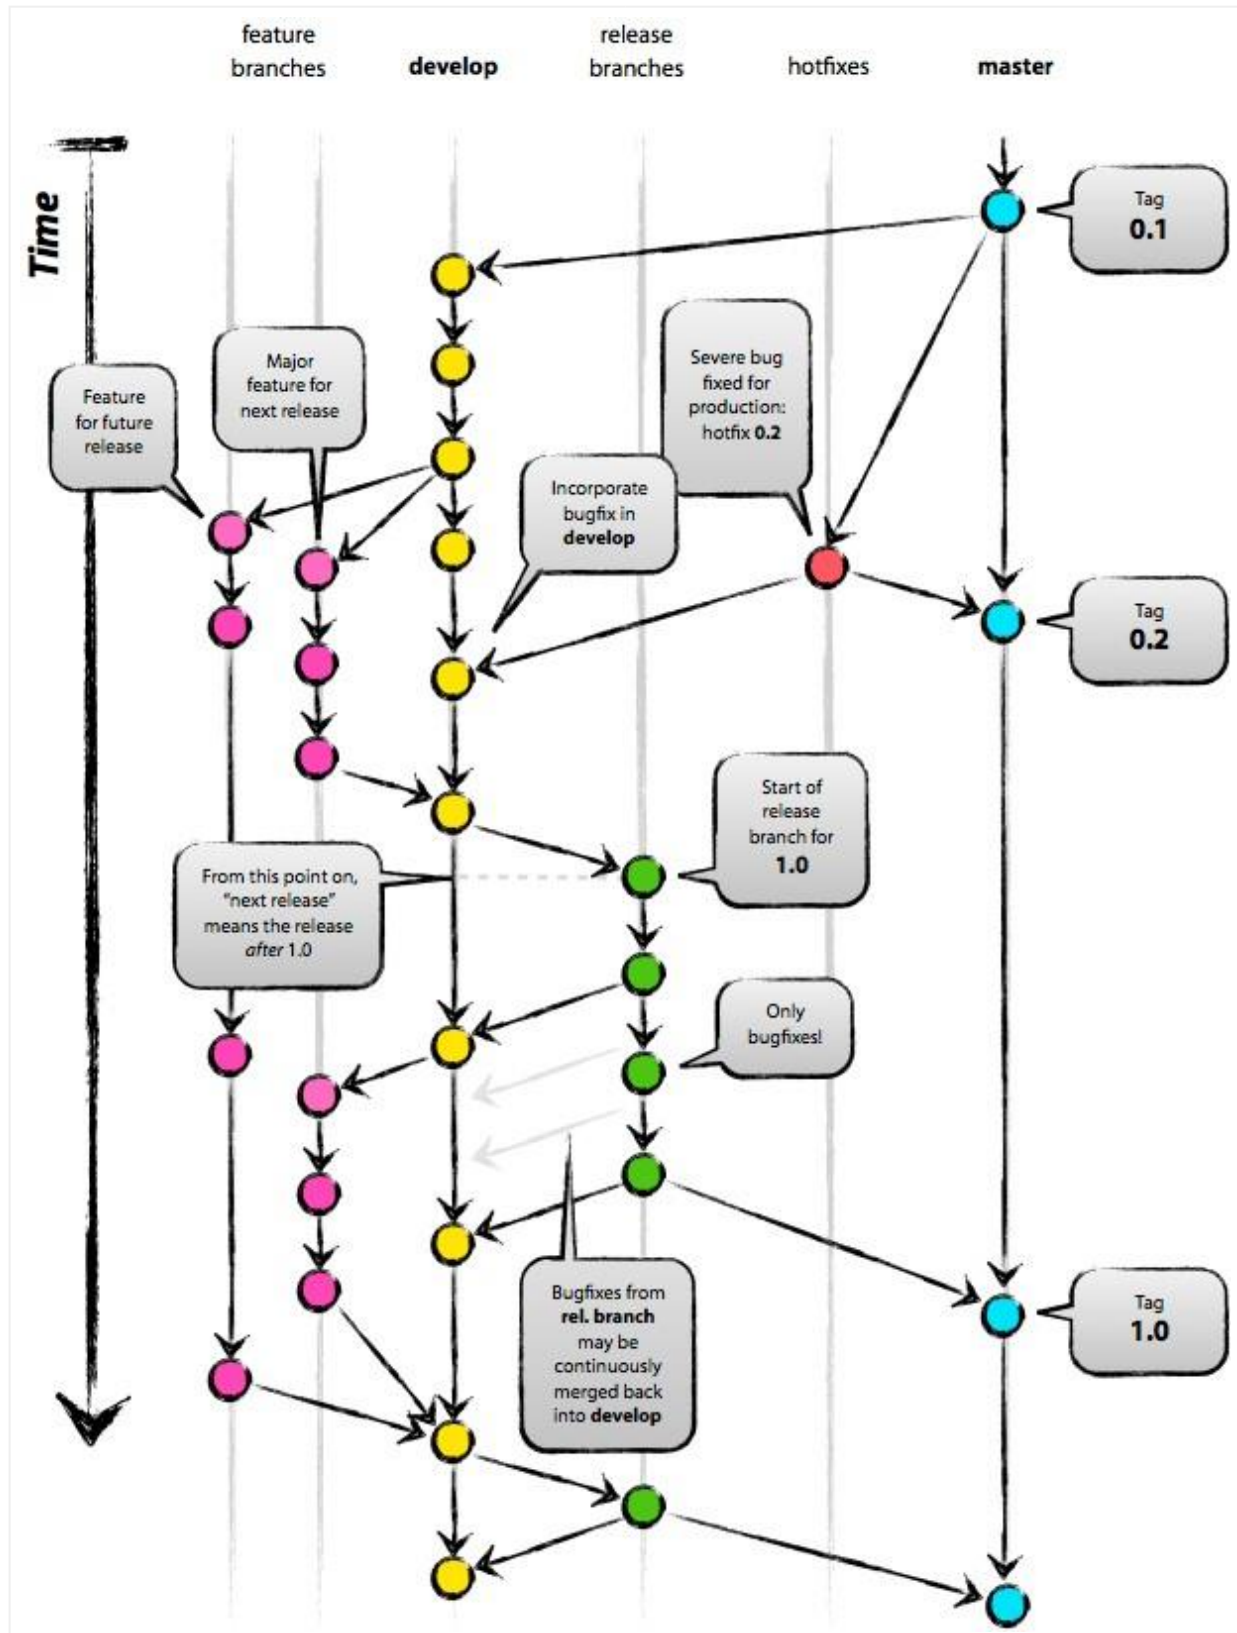 feature
branches
develop
release
branches
hotfixes
master
Time
Tag
0.1
Major
feature for
next release
Severe bug
fixed for
production:
hotfix 0.2
Feature
for future
release
Incorporate
bugfix in
develop
Tag
0.2
Start of
release
branch for
1.0
From this point on,
“next release”
means the release
after 1.0
Only
bugfixes!
Bugfixes from
rel. branch
may be
continuously
merged back
into develop
Tag
1.0